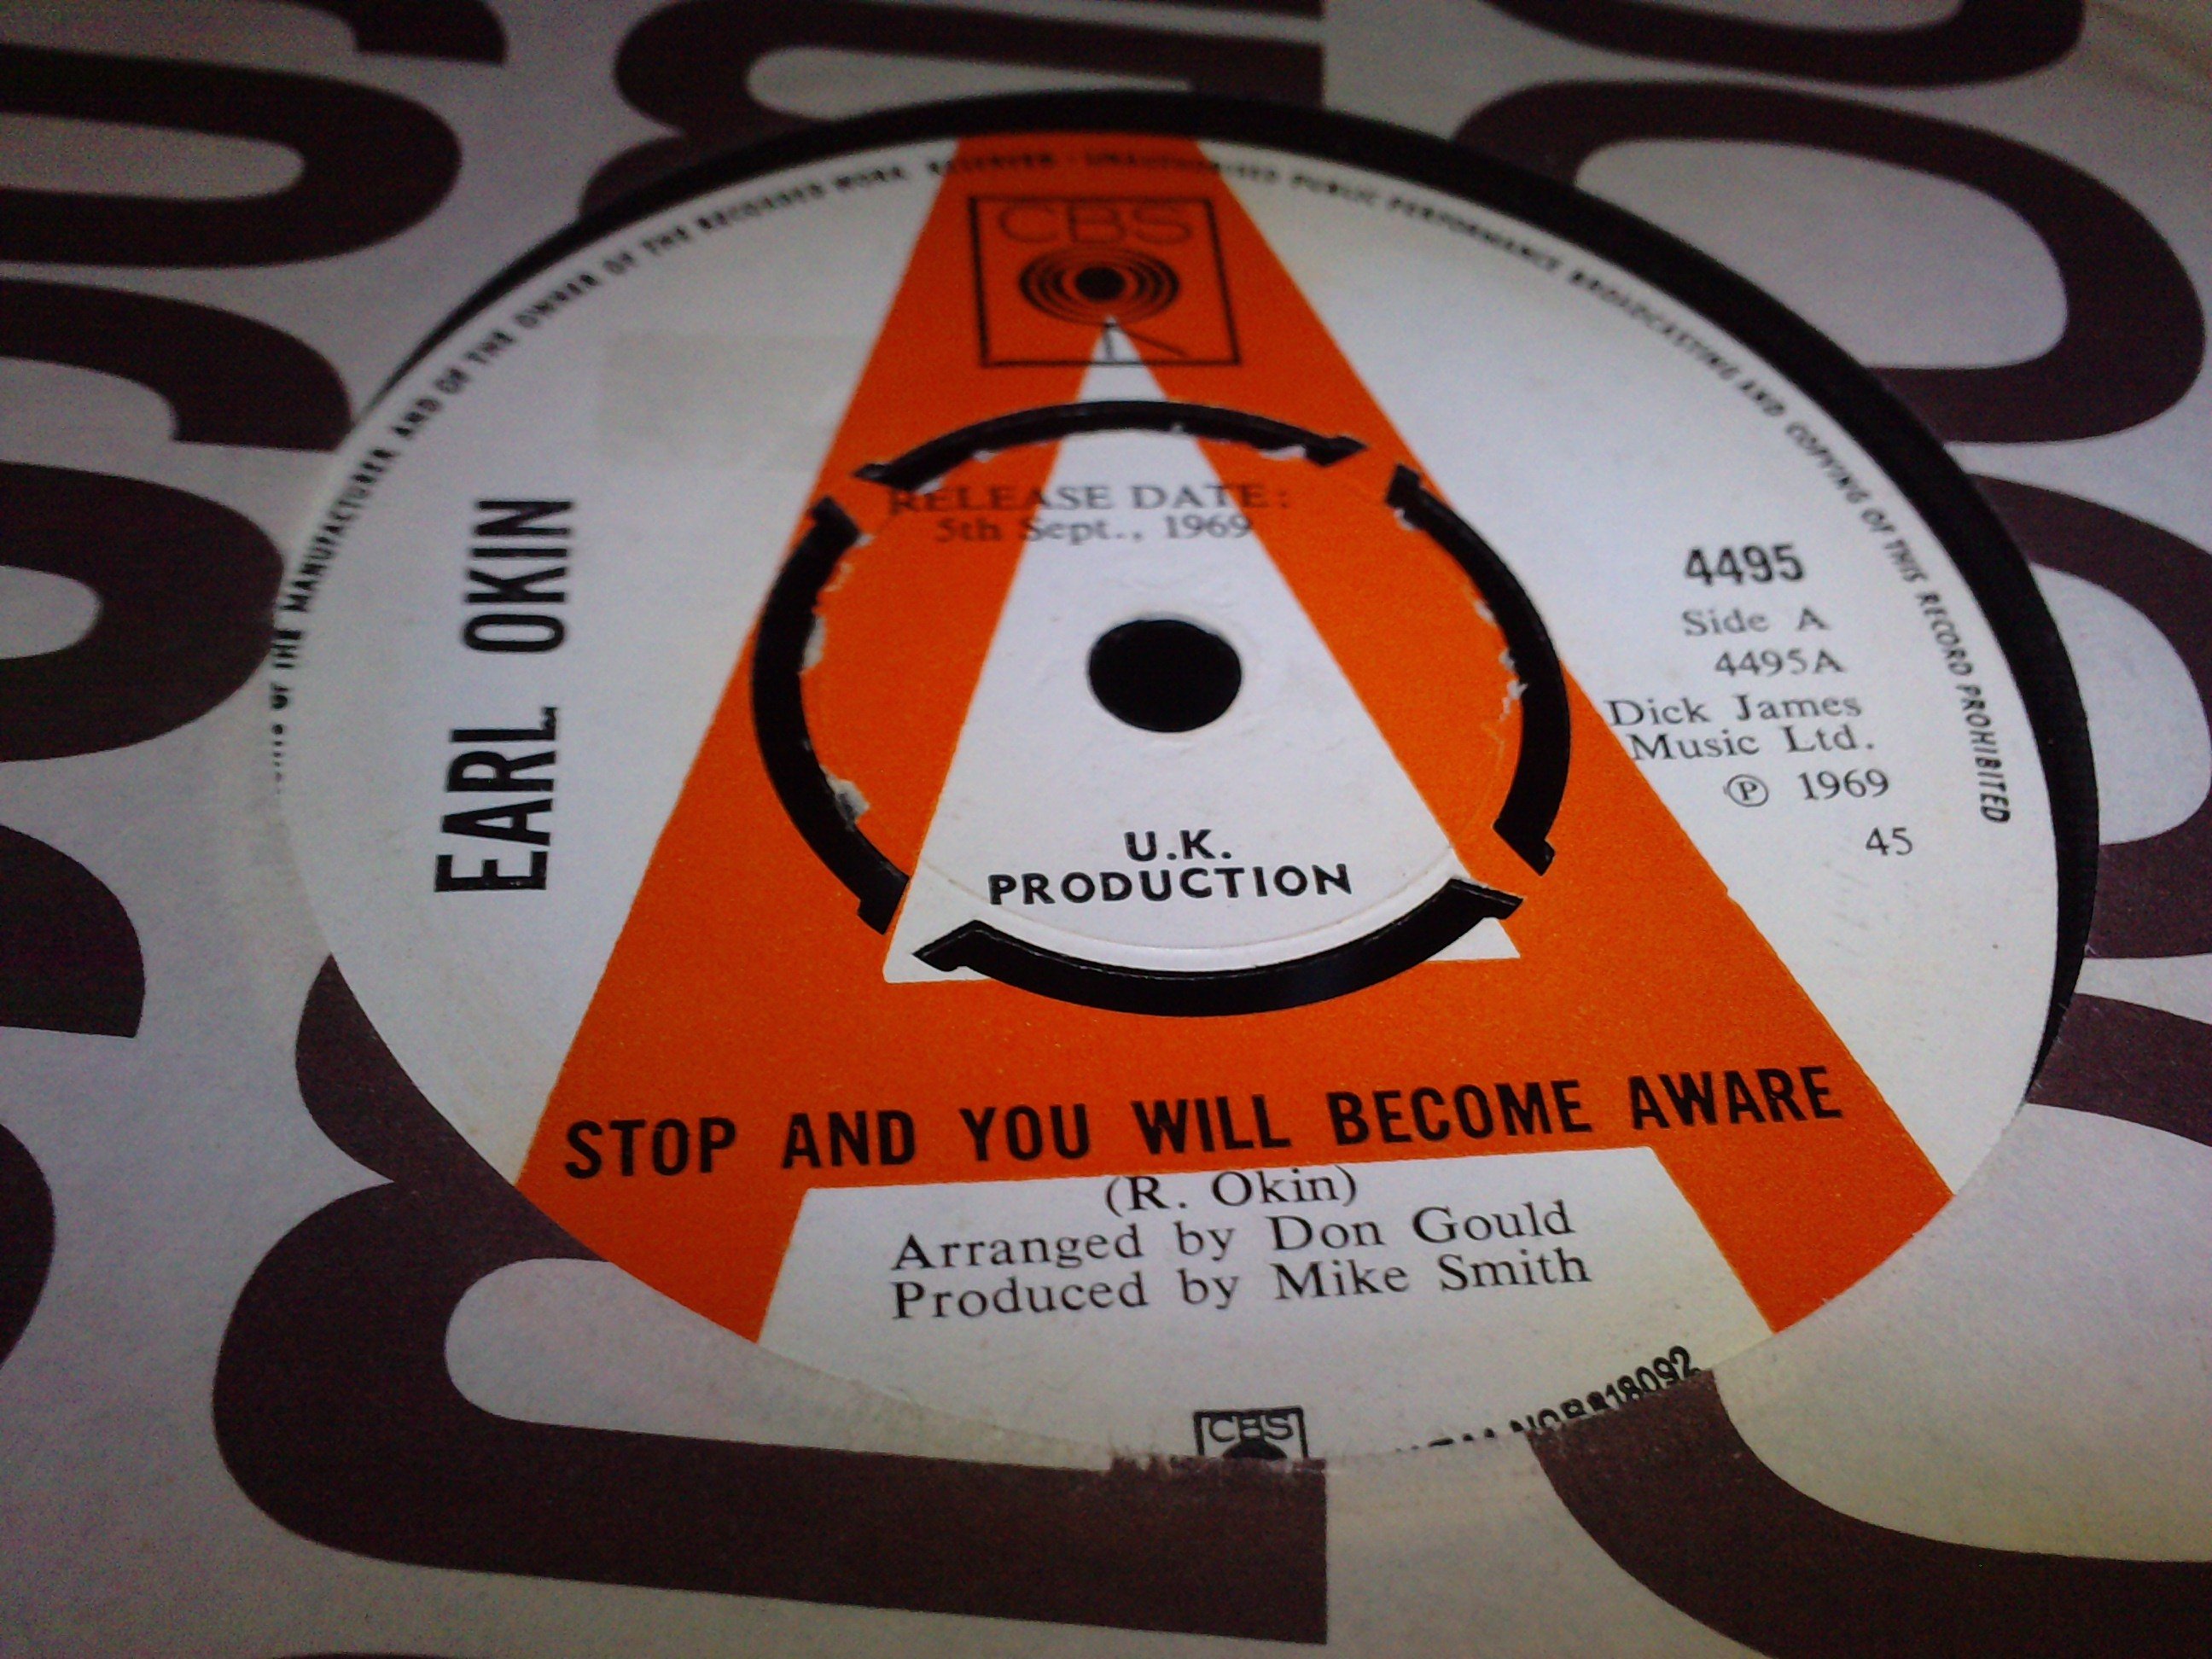 OF THE MANUFACTURER AND OF THE OWNER OF THE RECORDED WORK RESERVED · UNAUTHORISED PUBLIC PERFORMANCE BROADCASTING AND COPYING OF THIS RECORD PROHIBITED
CBS
RELEASE DATE:
5th Sept., 1969
EARL OKIN
4495
Side A
4495A
Dick James
Music Ltd.
℗ 1969
45
U.K.
PRODUCTION
STOP AND YOU WILL BECOME AWARE
(R. Okin)
Arranged by Don Gould
Produced by Mike Smith
CBS
18092